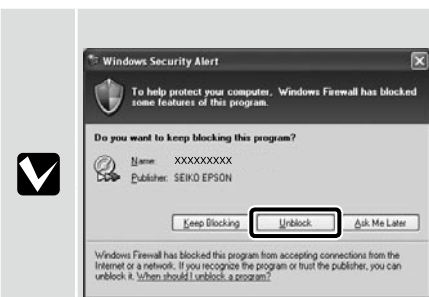 Windows Security Alert
To help protect your computer, Windows Firewall has blocked
some features of this program.
Do you want to keep blocking this program?
Name: XXXXXXXXX
Publisher: SEIKO EPSON
Keep Blocking
Unblock
Ask Me Later
Windows Firewall has blocked this program from accepting connections from the
Internet or a network. If you recognize the program or trust the publisher, you can
unblock it. When should I unblock a program?